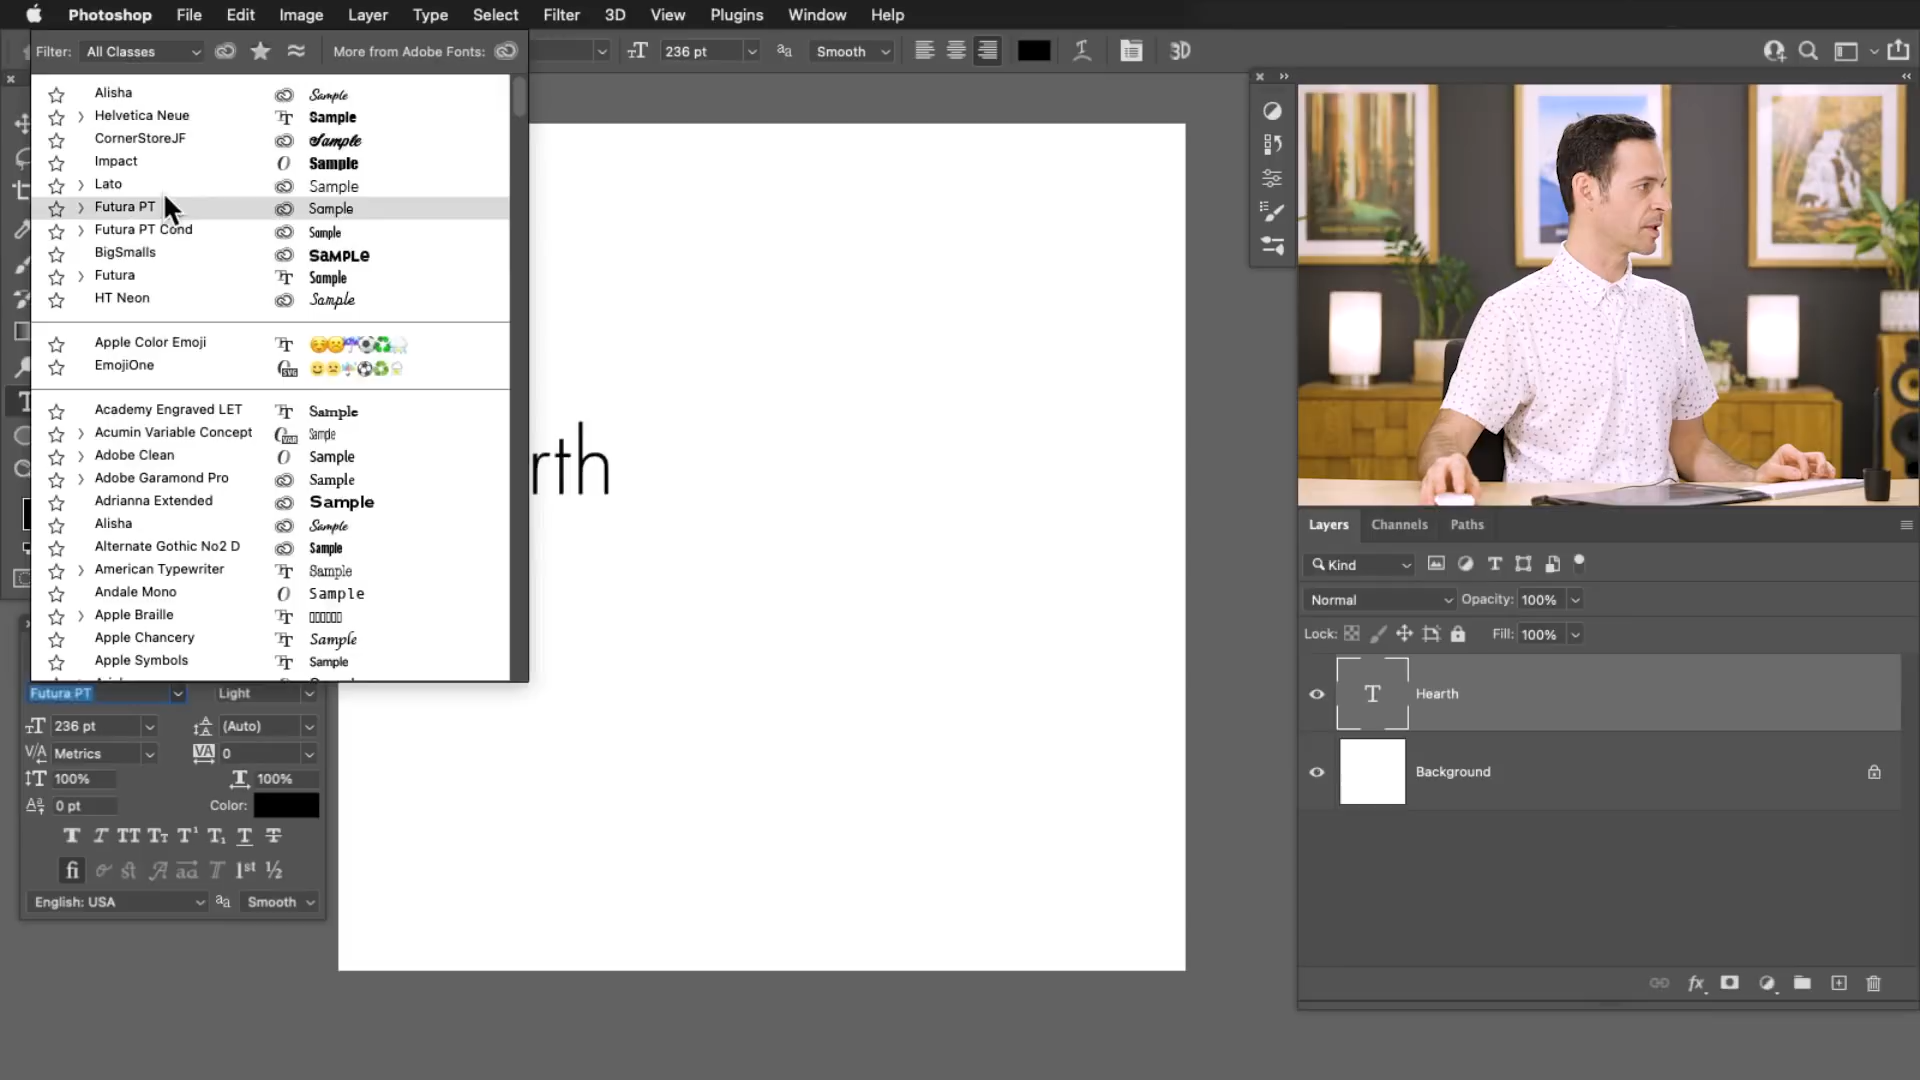 Photoshop File Edit Image Layer Type Select Filter 3D View Plugins Window Help
Filter: All Classes More from Adobe Fonts: 236 pt Smooth 3D
Alisha Sample
Helvetica Neue Sample
CornerStoreJF Sample
Impact Sample
Lato Sample
Futura PT Sample
Futura PT Cond Sample
BigSmalls SAMPLE
Futura Sample
HT Neon Sample
Apple Color Emoji
EmojiOne
Academy Engraved LET Sample
Acumin Variable Concept Sample
Adobe Clean Sample
Adobe Garamond Pro Sample
Adrianna Extended Sample
Alisha Sample
Alternate Gothic No2 D Sample
American Typewriter Sample
Andale Mono Sample
Apple Braille
Apple Chancery Sample
Apple Symbols Sample
rth
Futura PT Light
236 pt (Auto)
Metrics 0
100% 100%
0 pt Color:
English: USA Smooth
Layers Channels Paths
Kind
Normal Opacity: 100%
Lock: Fill: 100%
Hearth
Background